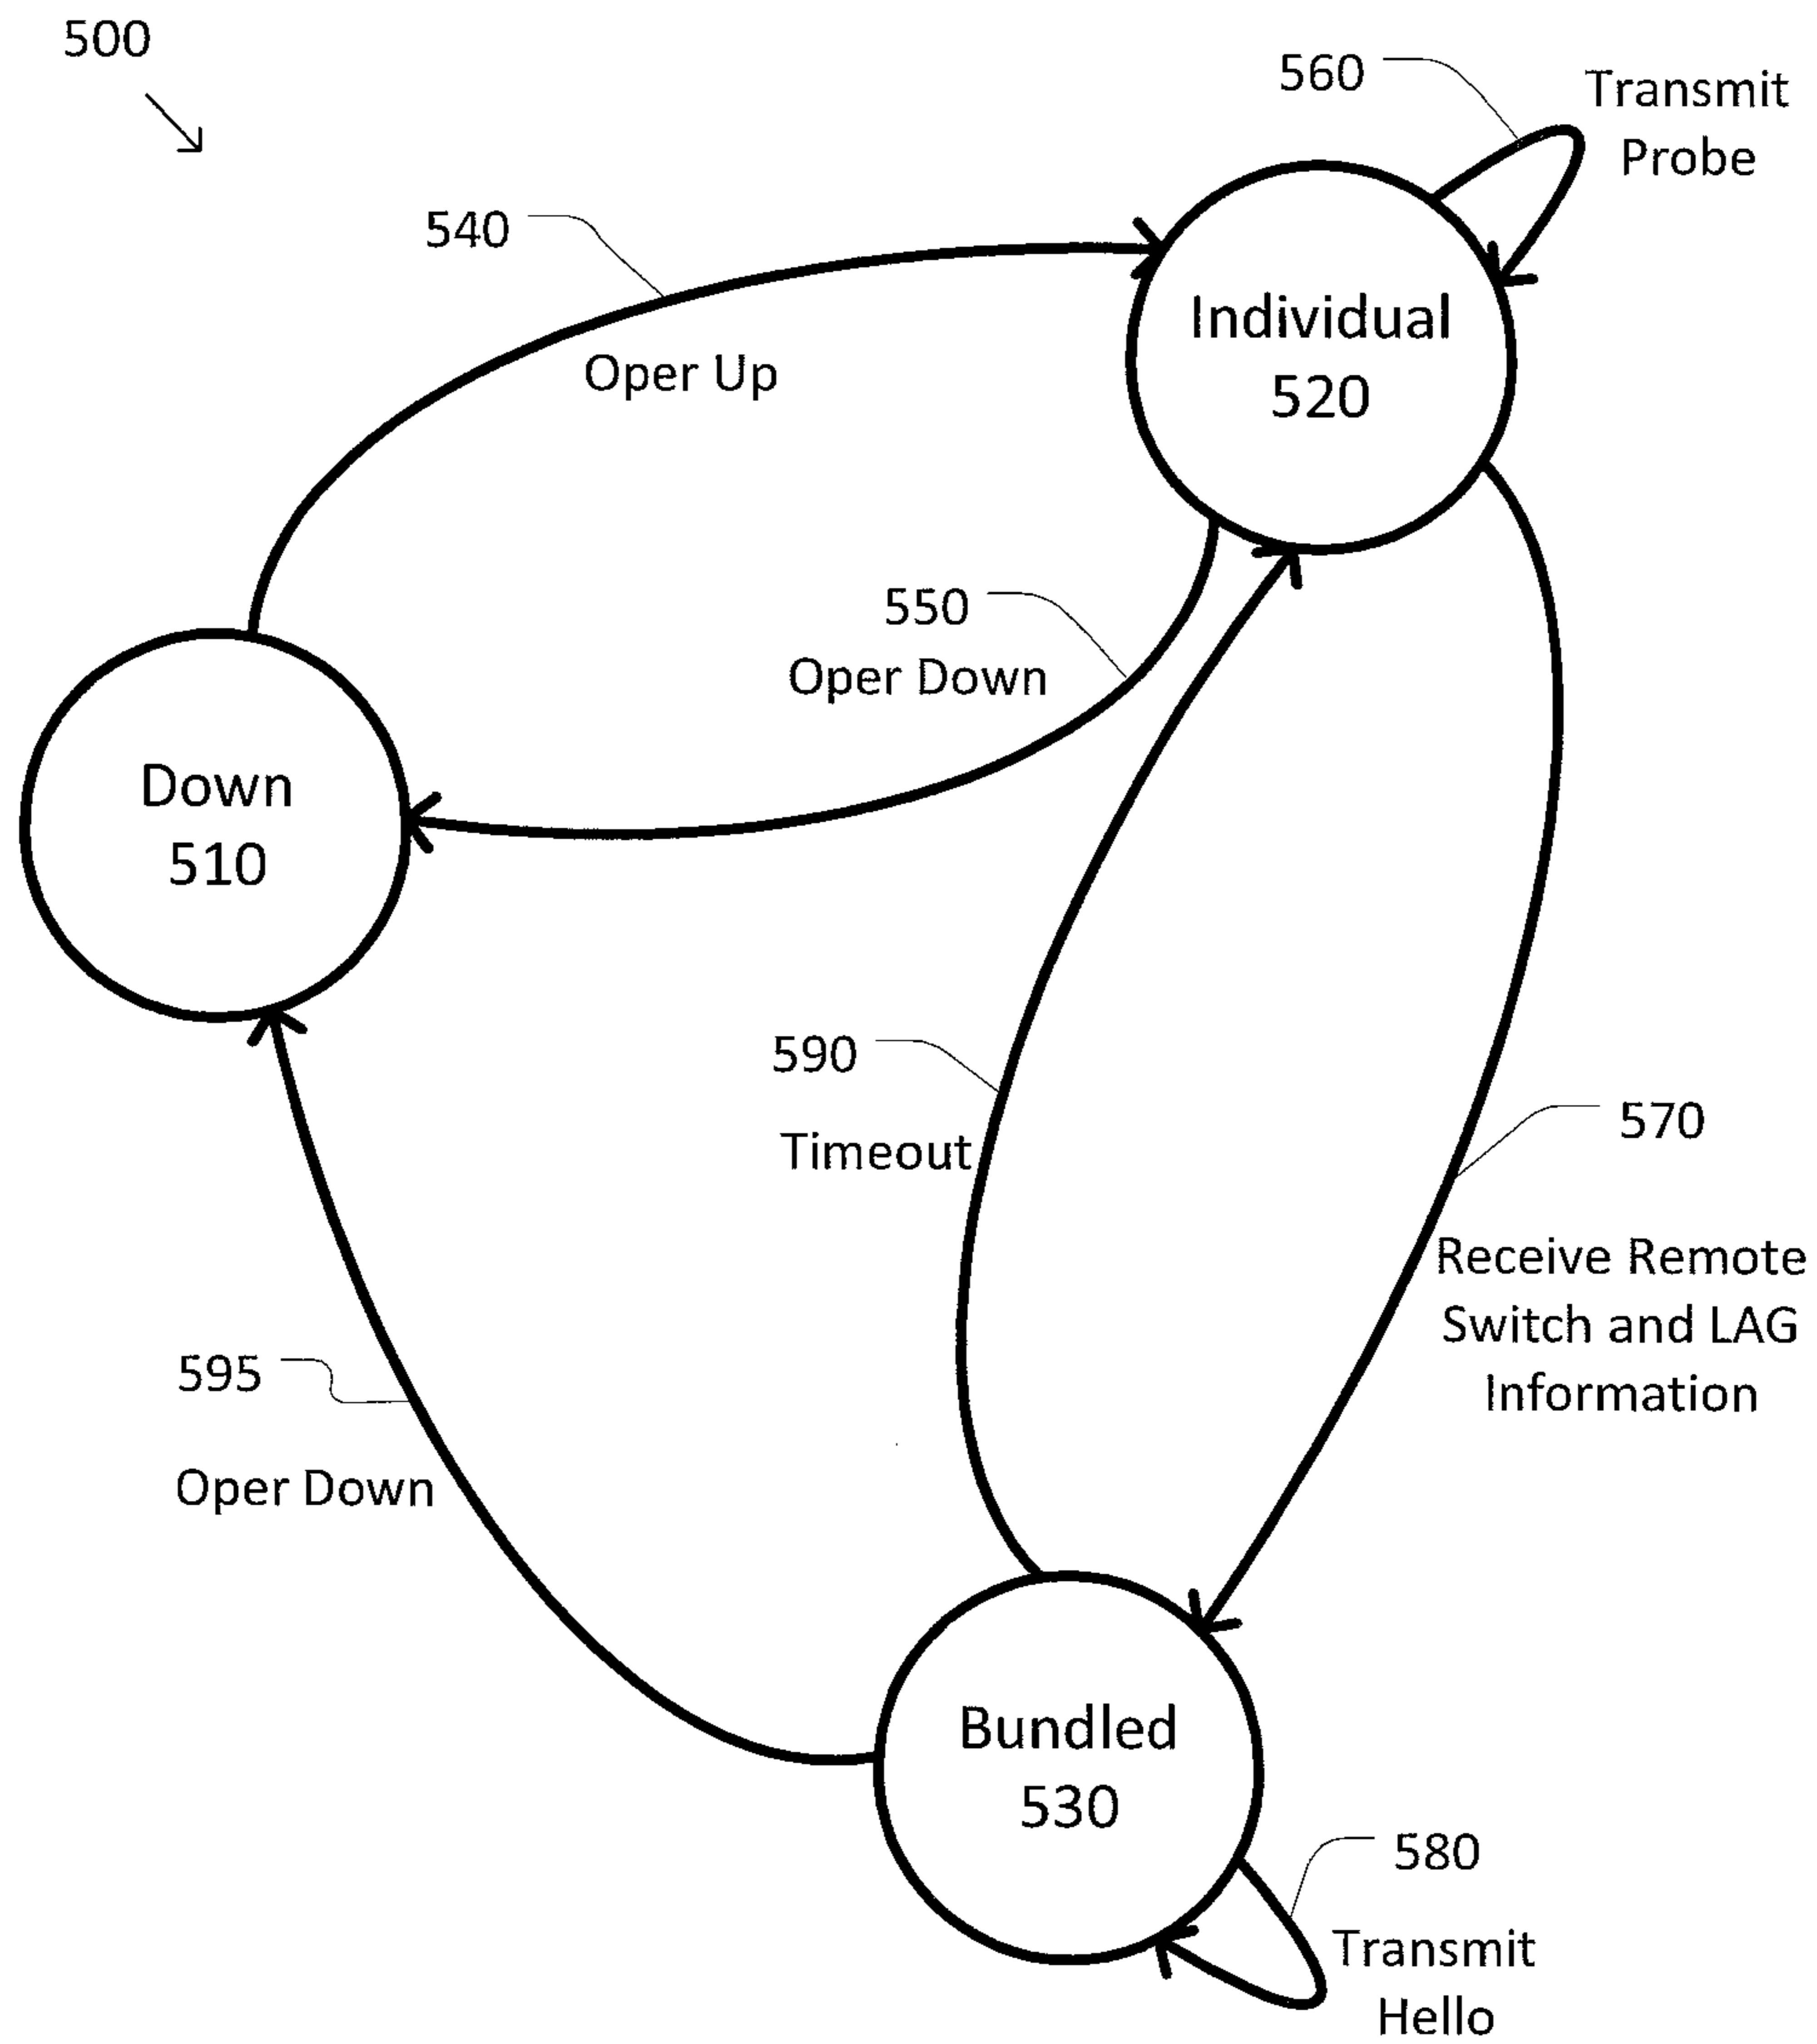 500
560
Transmit
Probe
540
Individual
520
Oper Up
550
Oper Down
Down
510
590
Timeout
570
Receive Remote
Switch and LAG
Information
595
Oper Down
Bundled
530
580
Transmit
Hello